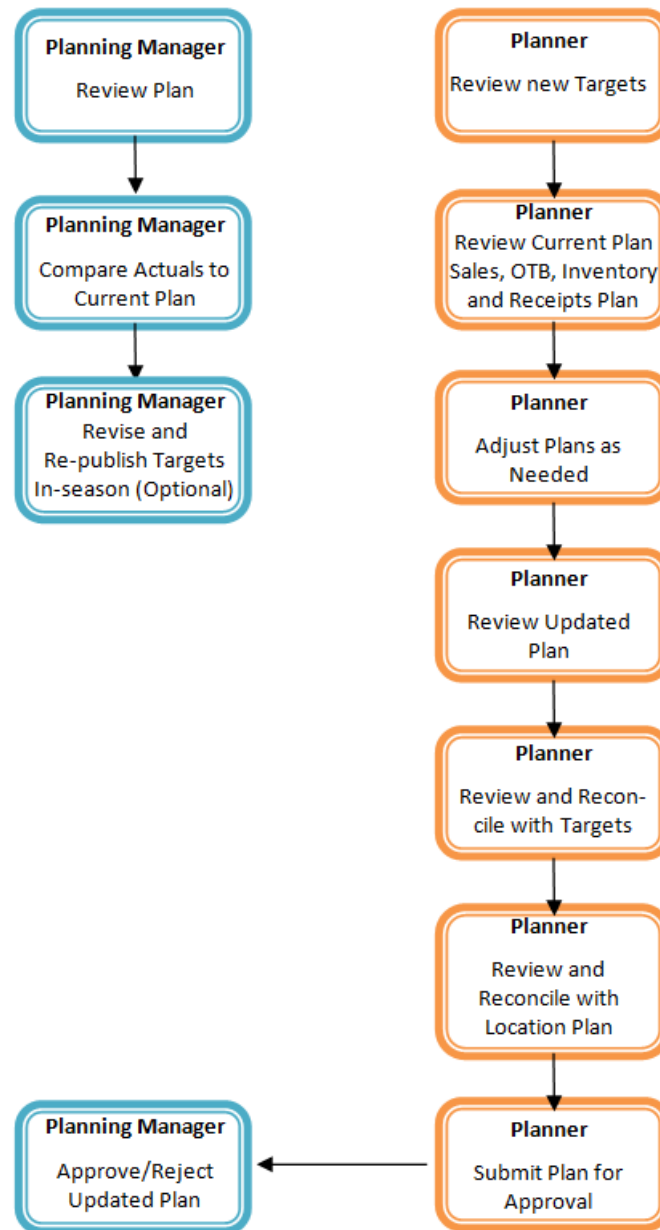 Planning Manager
Review Plan
Planning Manager
Compare Actuals to
Current Plan
Planning Manager
Revise and
Re-publish Targets
In-season (Optional)
Planner
Review new Targets
Planner
Review Current Plan
Sales, OTB, Inventory
and Receipts Plan
Planner
Adjust Plans as
Needed
Planner
Review Updated
Plan
Planner
Review and Recon-
cile with Targets
Planner
Review and
Reconcile with
Location Plan
Planner
Submit Plan for
Approval
Planning Manager
Approve/Reject
Updated Plan